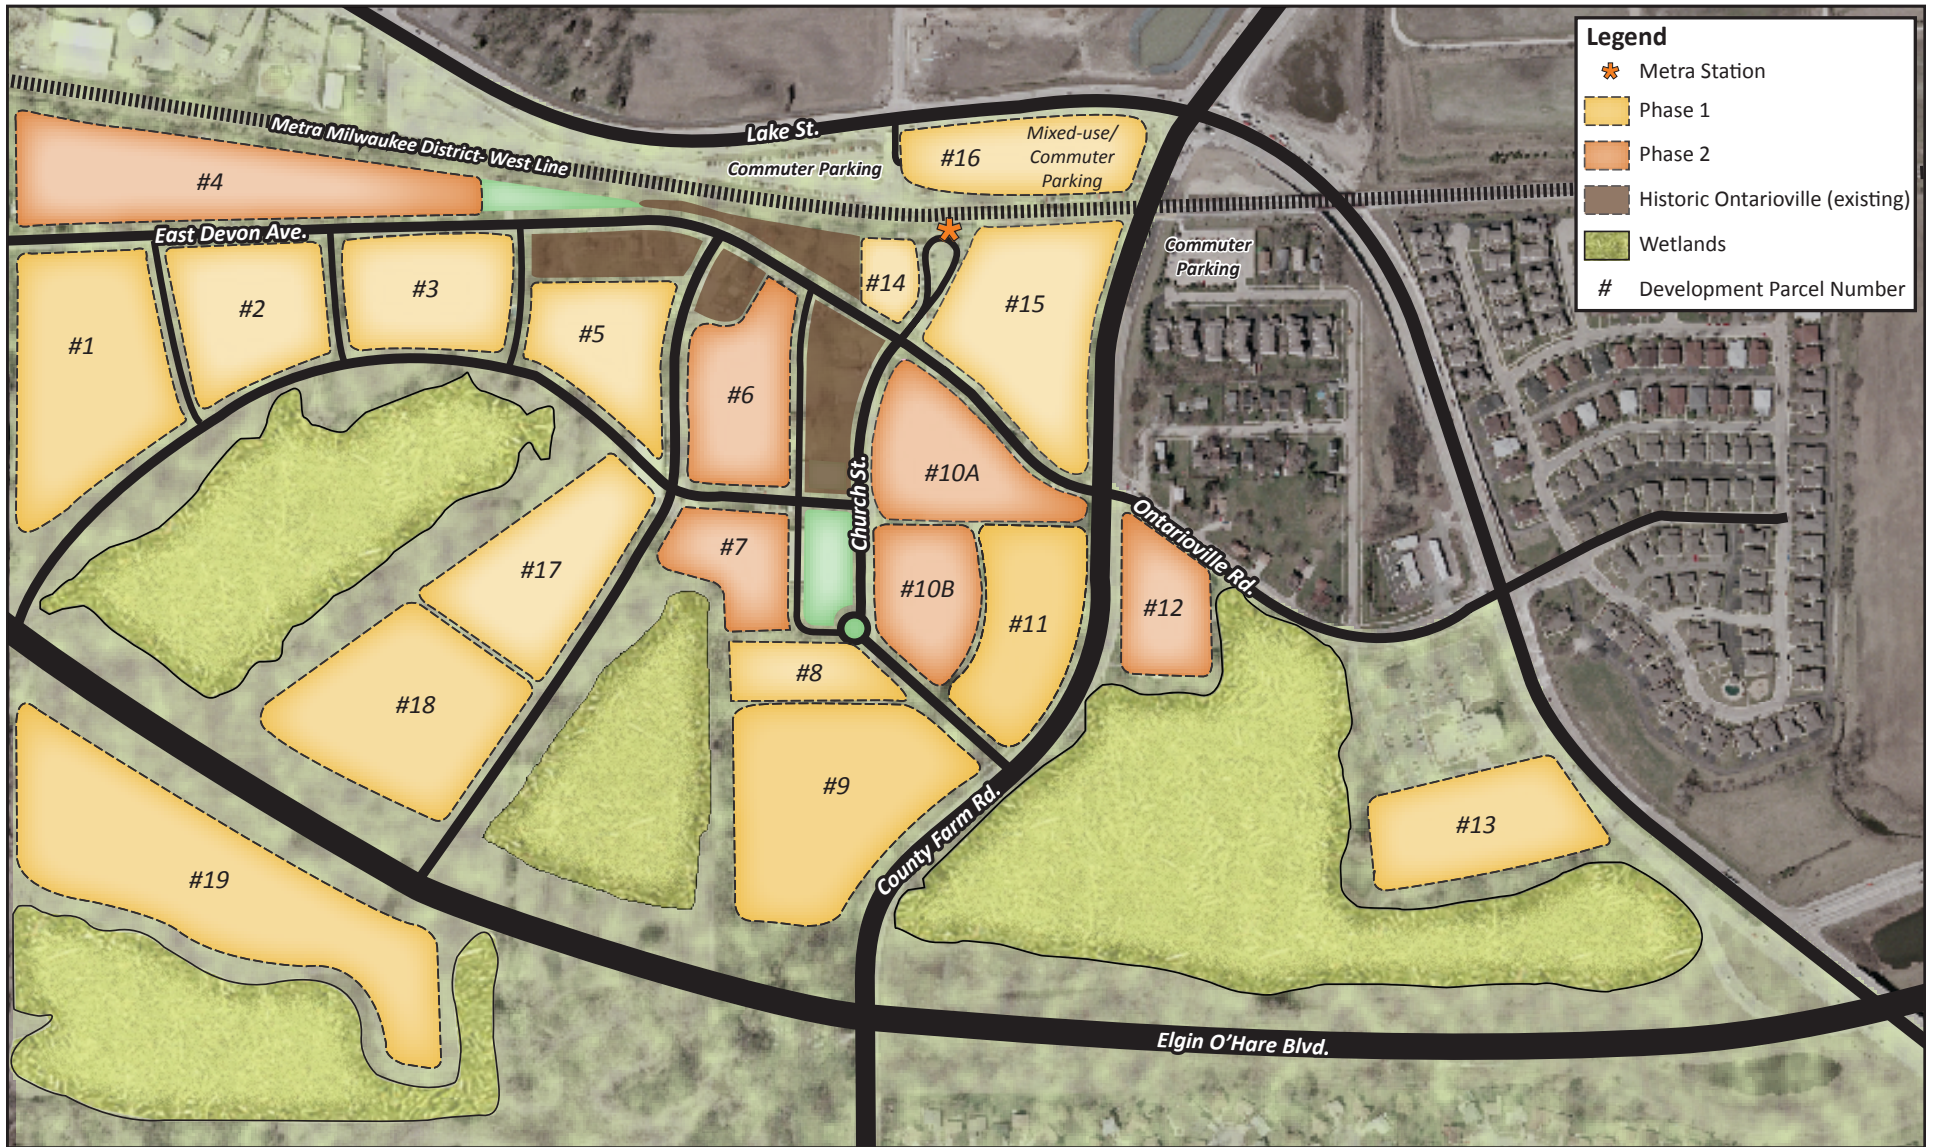 Legend
Metra Station
Phase 1
Phase 2
Historic Ontarioville (existing)
Wetlands
# Development Parcel Number
Lake St.
Metra Milwaukee District- West Line
Commuter Parking
#16
Mixed-use/
Commuter
Parking
#4
East Devon Ave.
Commuter
Parking
#1
#2
#3
#5
#14
#15
#6
#10A
Church St.
Ontarioville Rd.
#7
#17
#10B
#11
#12
#8
#18
#9
County Farm Rd.
#13
#19
Elgin O'Hare Blvd.